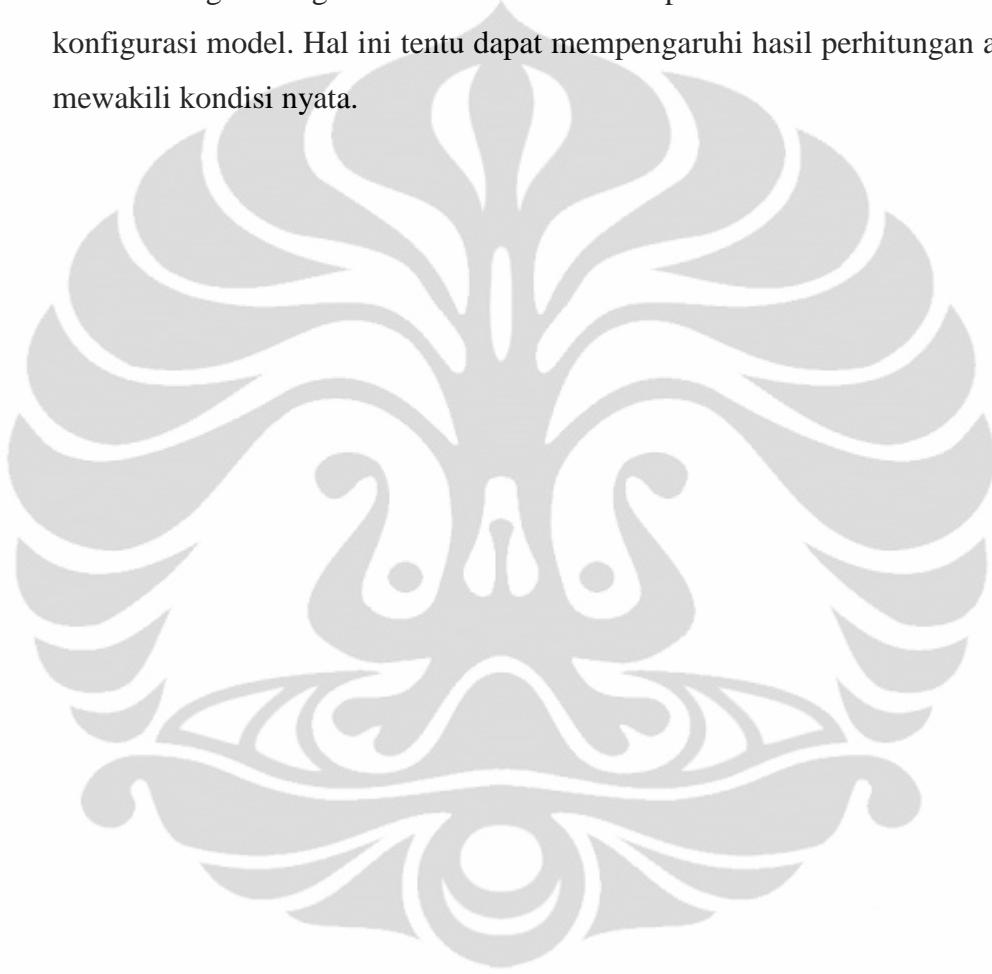 konfigurasi model. Hal ini tentu dapat mempengaruhi hasil perhitungan
mewakili kondisi nyata.